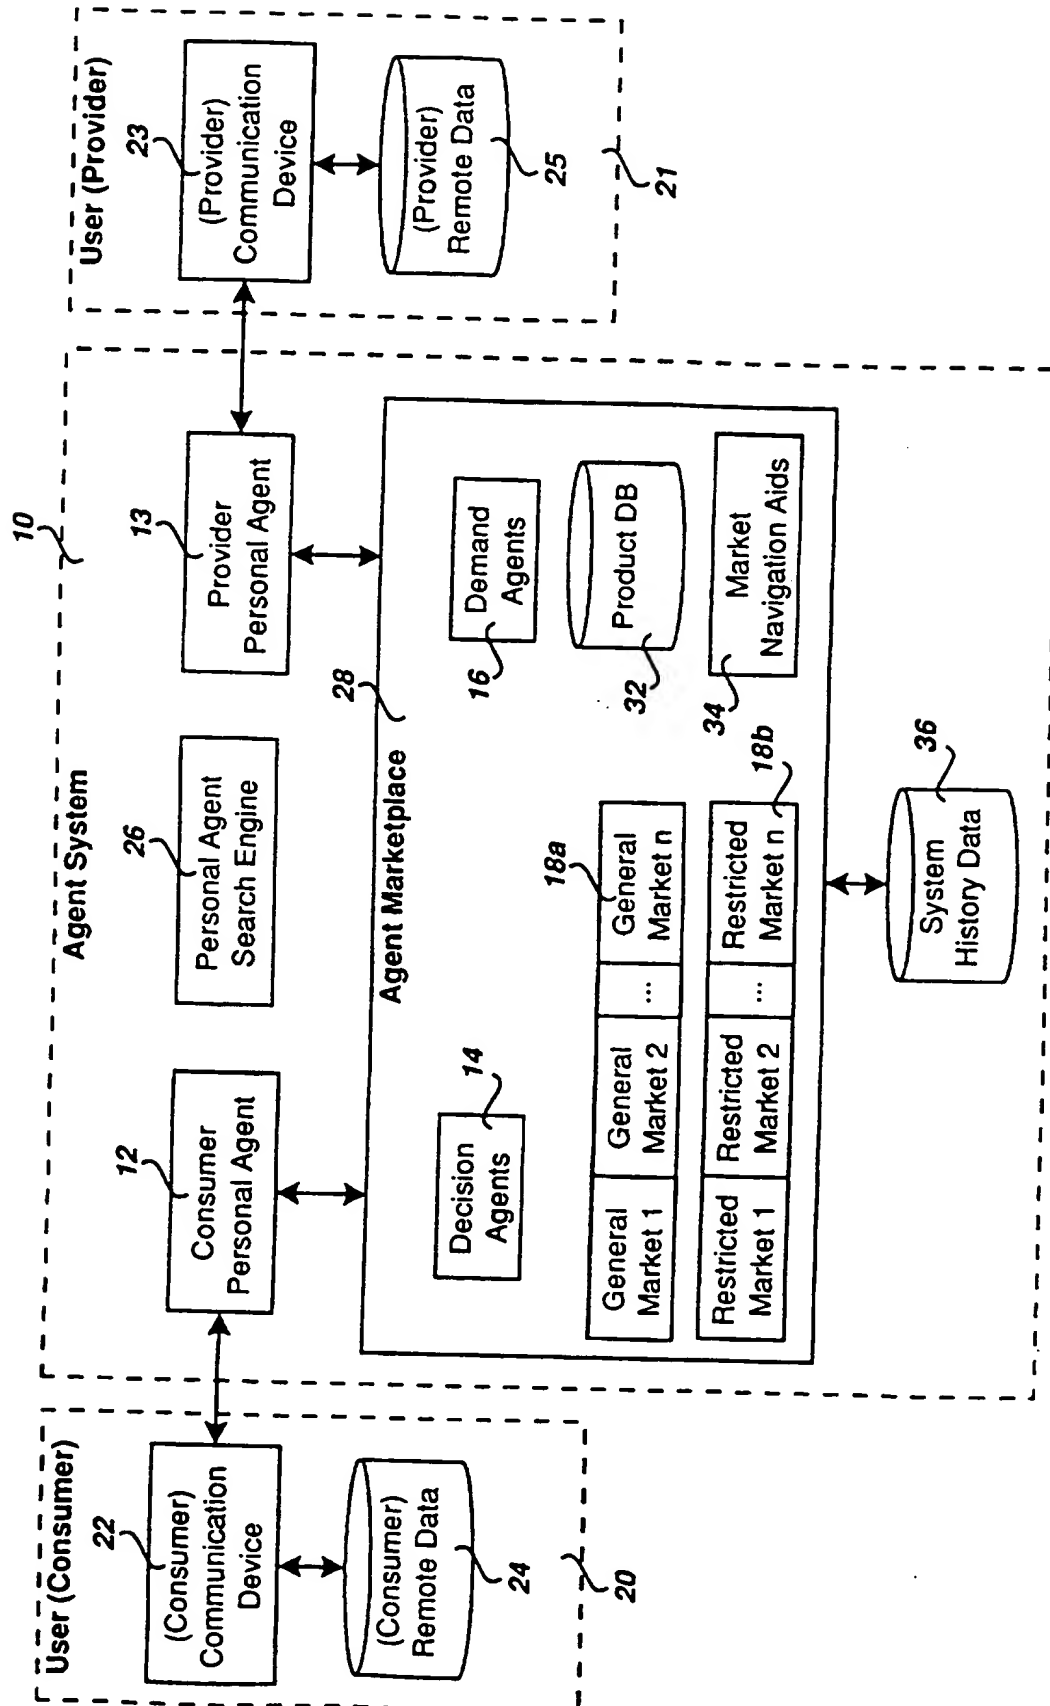 User (Consumer)
22
(Consumer)
Communication
Device
(Consumer)
Remote Data
24
20
10
Agent System
12
Consumer
Personal Agent
26
Personal Agent
Search Engine
13
Provider
Personal Agent
28
Agent Marketplace
14
Decision
Agents
16
Demand
Agents
32
Product DB
34
Market
Navigation Aids
18a
General
Market 1
General
Market 2
...
General
Market n
18b
Restricted
Market 1
Restricted
Market 2
...
Restricted
Market n
36
System
History Data
User (Provider)
23
(Provider)
Communication
Device
(Provider)
Remote Data
25
21